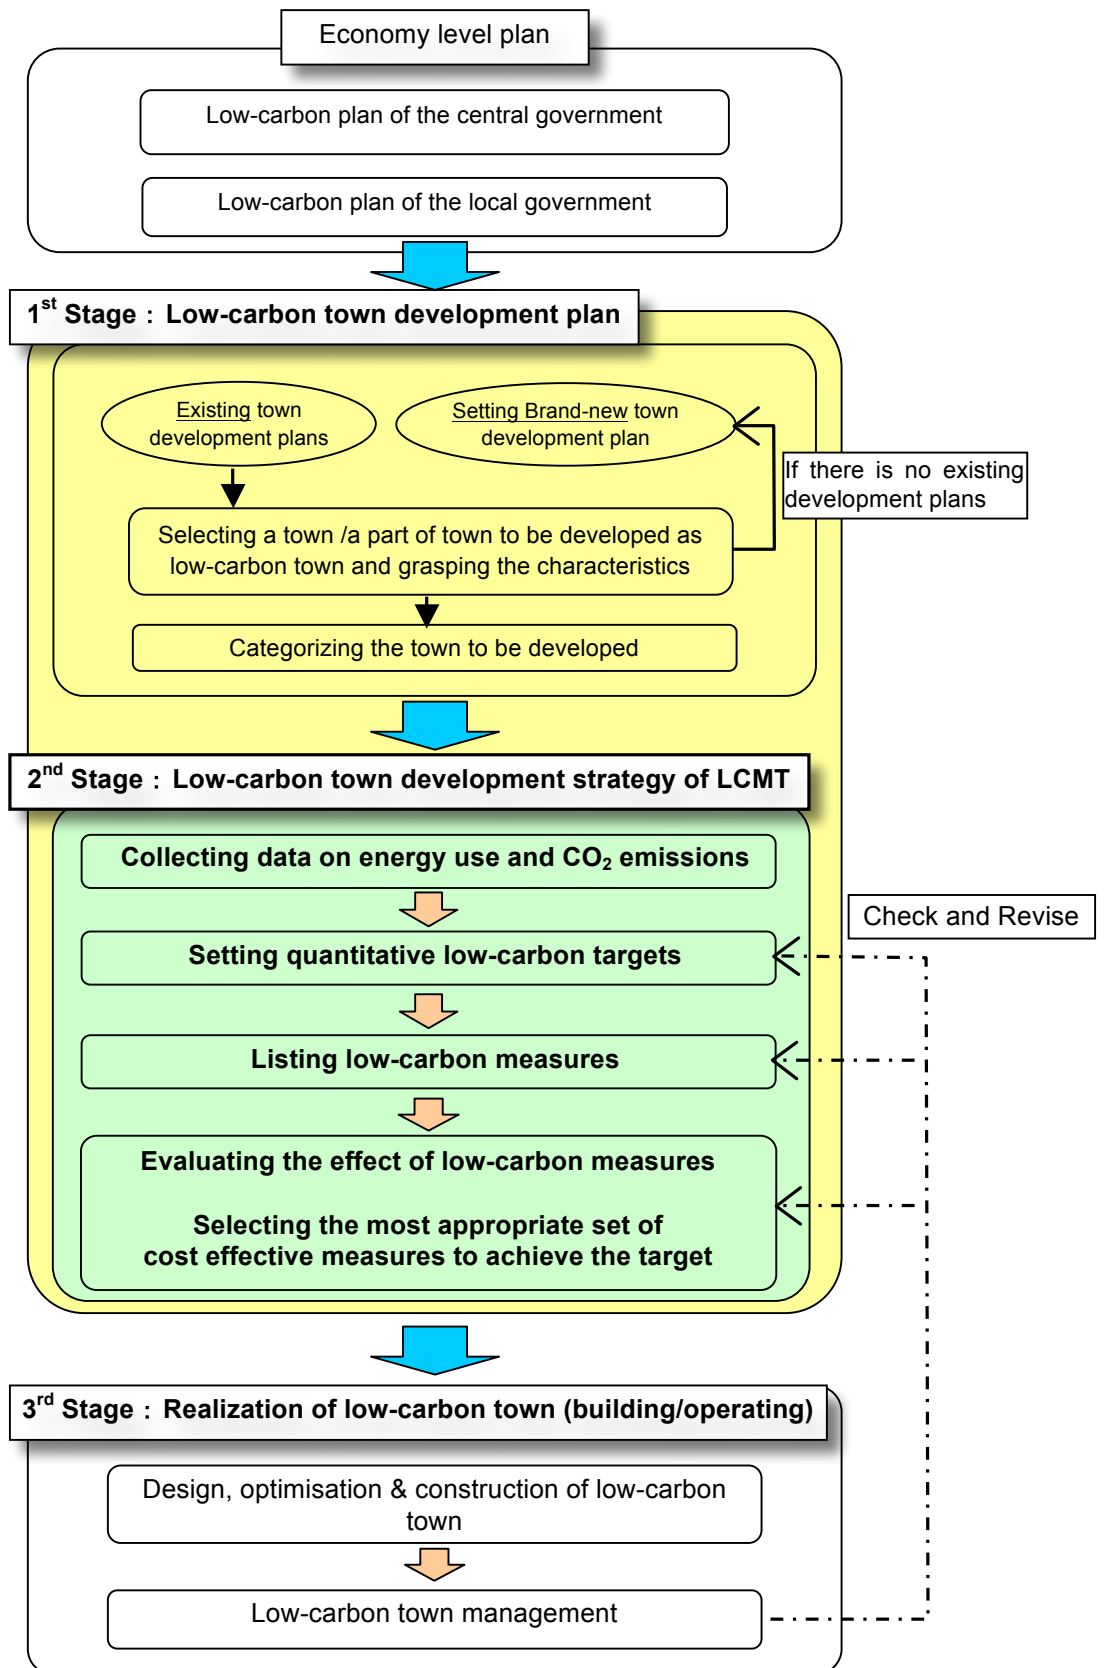 Economy level plan
Low-carbon plan of the central government
Low-carbon plan of the local government
1st Stage : Low-carbon town development plan
Existing town
development plans
Setting Brand-new town
development plan
If there is no existing
development plans
Selecting a town /a part of town to be developed as
low-carbon town and grasping the characteristics
Categorizing the town to be developed
2nd Stage : Low-carbon town development strategy of LCMT
Collecting data on energy use and CO2 emissions
Check and Revise
Setting quantitative low-carbon targets
Listing low-carbon measures
Evaluating the effect of low-carbon measures
Selecting the most appropriate set of
cost effective measures to achieve the target
3rd Stage : Realization of low-carbon town (building/operating)
Design, optimisation & construction of low-carbon
town
Low-carbon town management